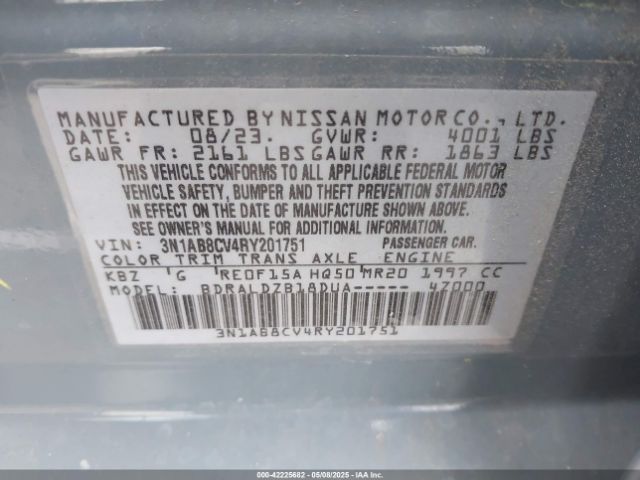 MANUFACTURED BY NISSAN MOTOR CO., LTD.
DATE: 08/23. GVWR: 4001 LBS
GAWR FR: 2161 LBS GAWR RR: 1863 LBS
THIS VEHICLE CONFORMS TO ALL APPLICABLE FEDERAL MOTOR
VEHICLE SAFETY, BUMPER AND THEFT PREVENTION STANDARDS
IN EFFECT ON THE DATE OF MANUFACTURE SHOWN ABOVE.
SEE OWNER'S MANUAL FOR ADDITIONAL INFORMATION.
VIN: 3N1AB8CV4RY201751 PASSENGER CAR.
COLOR TRIM TRANS AXLE ENGINE
KBZ 'G RE0F15A HQ50 'MR20 1997 CC
MODEL: BDRALDZB18DUA----- 47000
3N1AB8CV4RY201751
© IAA - 42225682 - 05/08/2025 - IAAI.COM